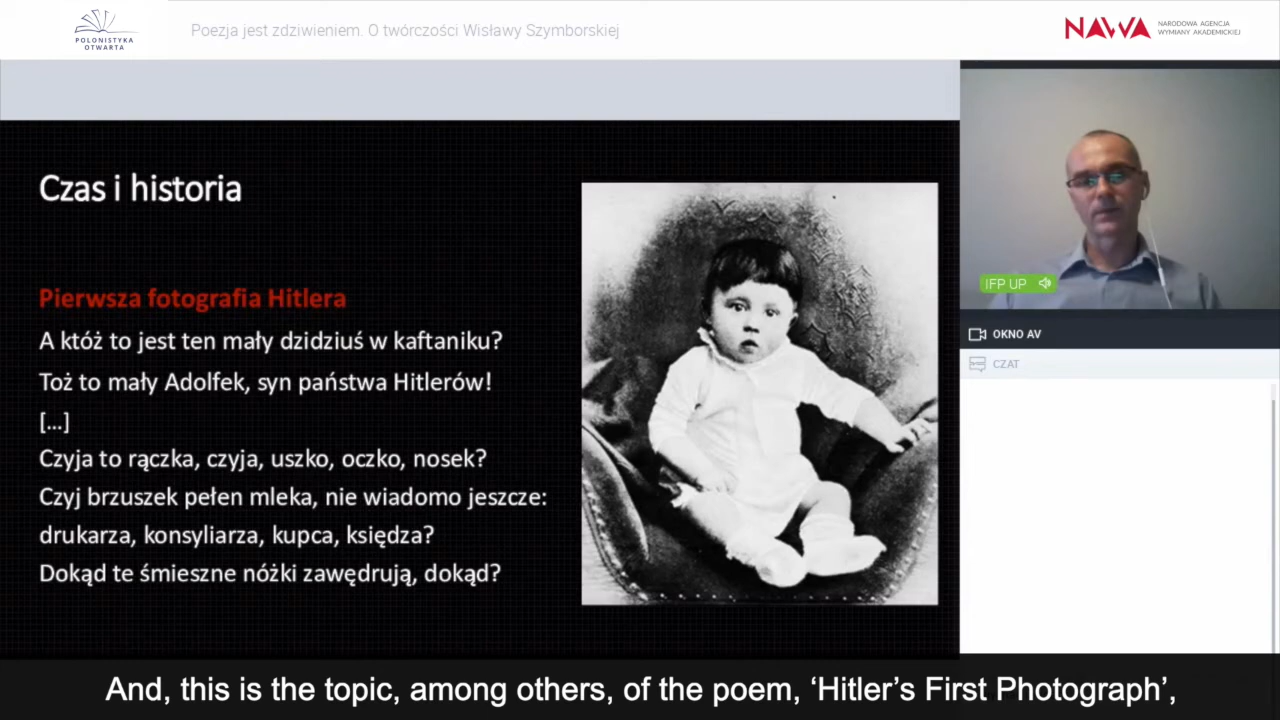 POLONISTYKA
OTWARTA
Poezja jest zdziwieniem. O twórczości Wisławy Szymborskiej
NAWA
NARODOWA AGENCJA
WYMIANY AKADEMICKIEJ
Czas i historia
Pierwsza fotografia Hitlera
A któż to jest ten mały dzidziuś w kaftaniku?
Toż to mały Adolfek, syn państwa Hitlerów!
[...]
Czyja to rączka, czyja, uszko, oczko, nosek?
Czyj brzuszek pełen mleka, nie wiadomo jeszcze:
drukarza, konsyliarza, kupca, księdza?
Dokąd te śmieszne nóżki zawędrują, dokąd?
IFP UP
OKNO AV
CZAT
And, this is the topic, among others, of the poem, ‘Hitler’s First Photograph’,